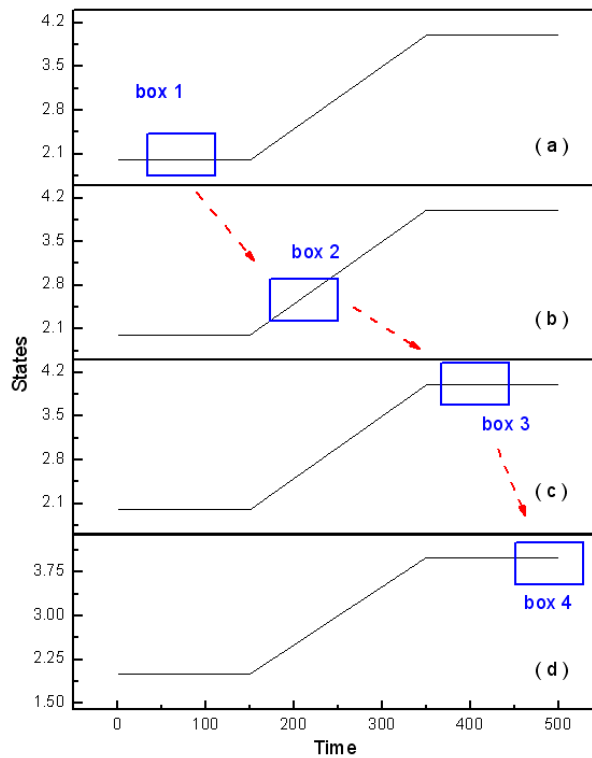 4.2
3.5
2.8
2.1
box 1
( a )
4.2
3.5
2.8
2.1
box 2
( b )
4.2
3.5
2.8
2.1
box 3
( c )
3.75
3.00
2.25
1.50
box 4
( d )
States
0 100 200 300 400 500
Time